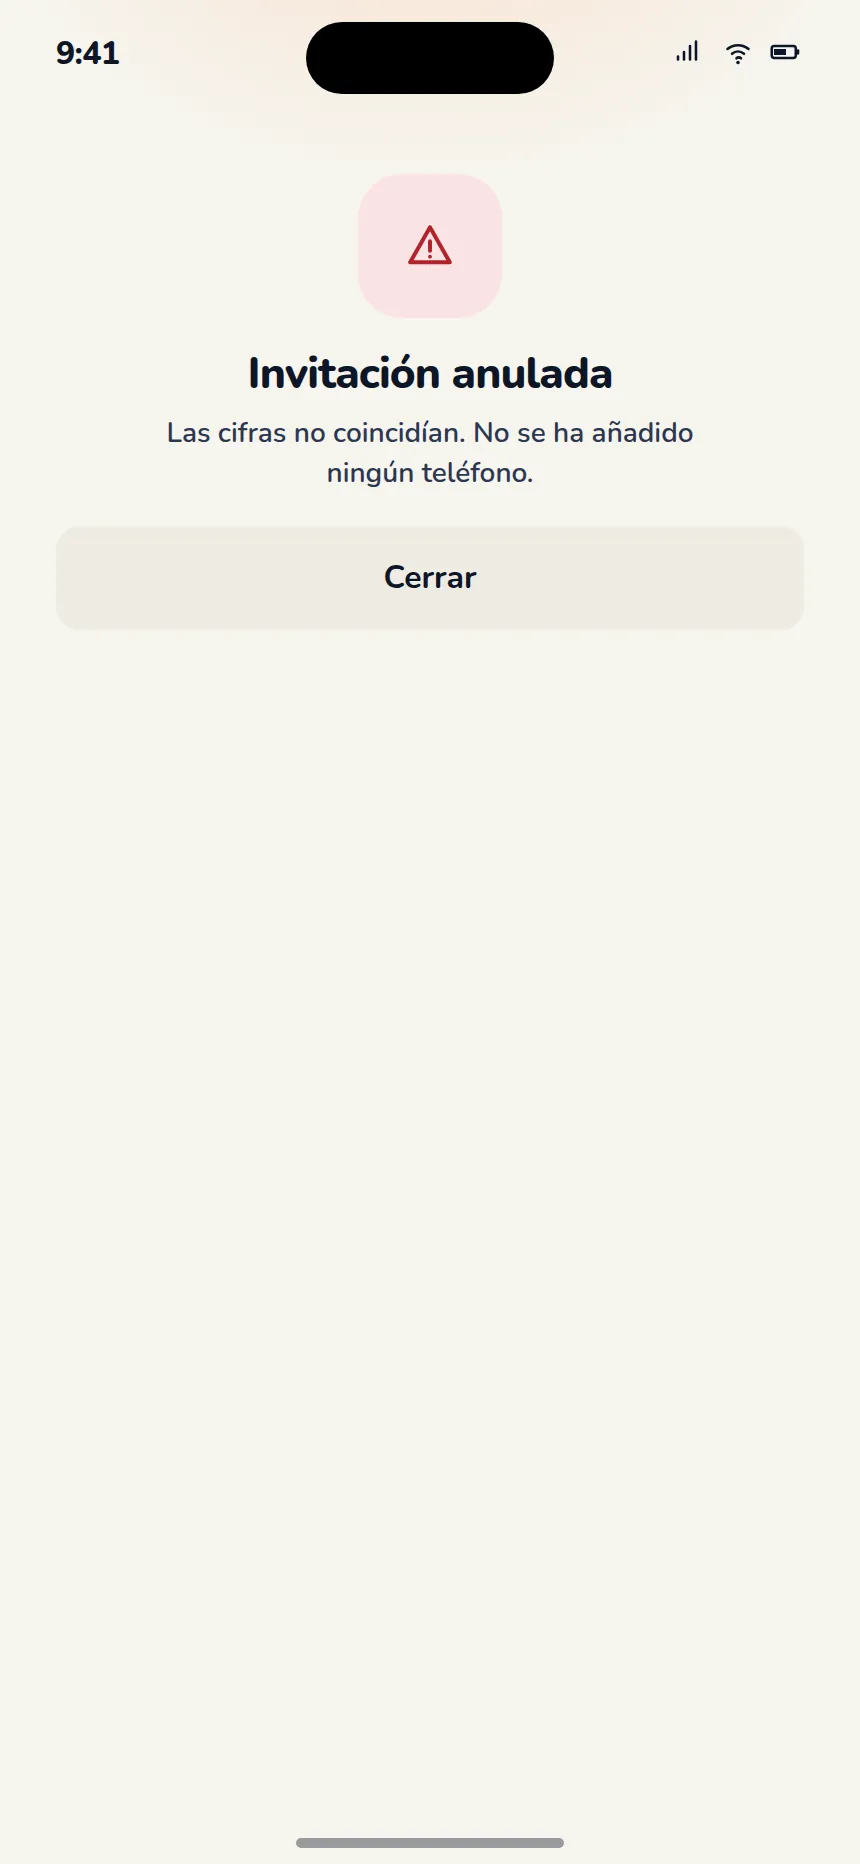 9:41
Invitación anulada
Las cifras no coincidían. No se ha añadido
ningún teléfono.
Cerrar